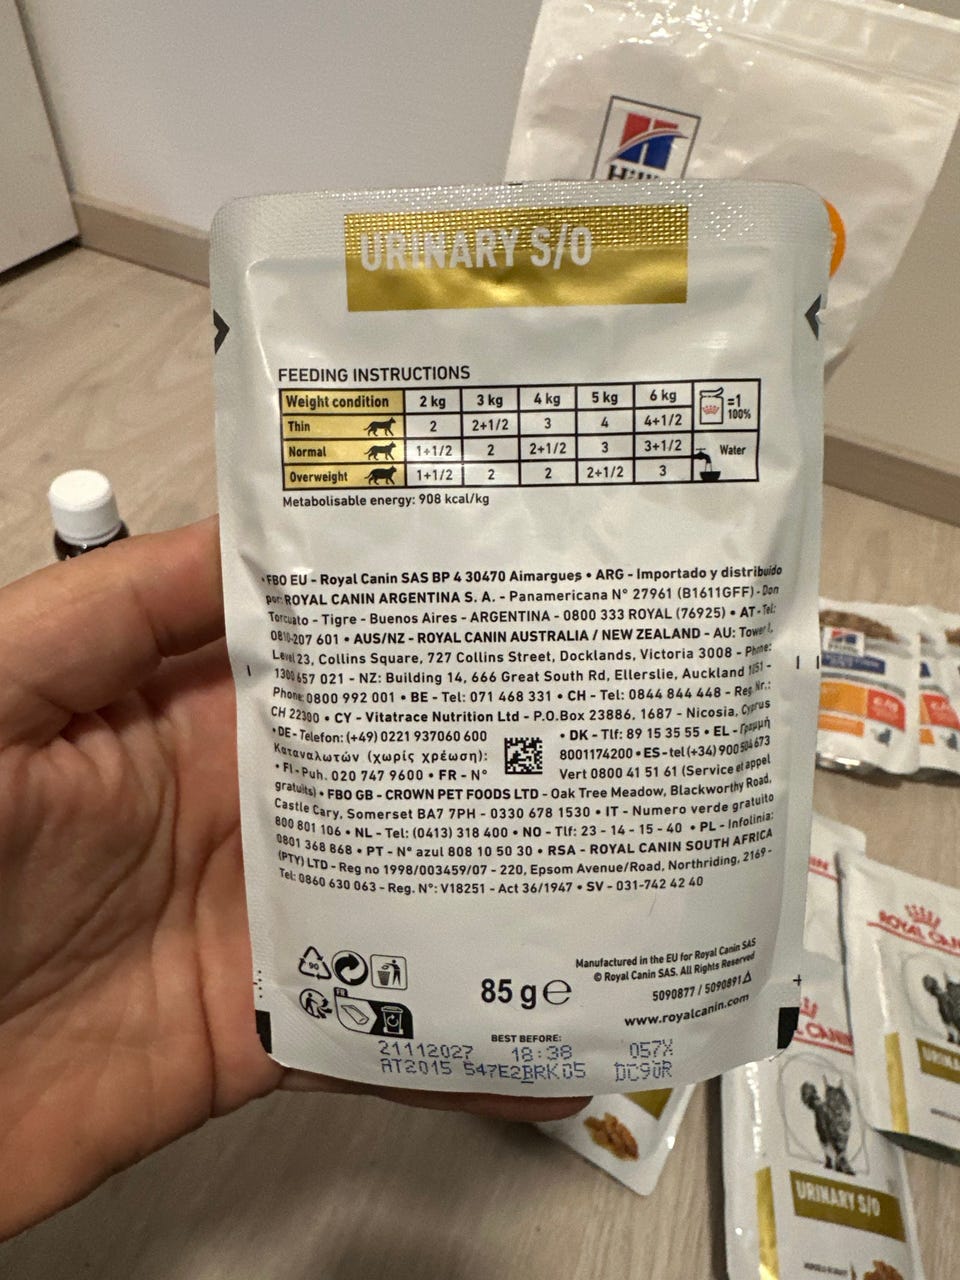 URINARY S/O
FEEDING INSTRUCTIONS
Weight condition 2 kg 3 kg 4 kg 5 kg 6 kg =1 100%
Thin 2 2+1/2 3 4 4+1/2
Normal 1+1/2 2 2+1/2 3 3+1/2 Water
Overweight 1+1/2 2 2 2+1/2 3
Metabolisable energy: 908 kcal/kg
•FBO EU - Royal Canin SAS BP 4 30470 Aimargues • ARG - Importado y distribuido
por: ROYAL CANIN ARGENTINA S. A. - Panamericana N° 27961 (B1611GFF) - Don
Torcuato - Tigre - Buenos Aires - ARGENTINA - 0800 333 ROYAL (76925) • AT - Tel:
0810-207 601 • AUS/NZ - ROYAL CANIN AUSTRALIA / NEW ZEALAND - AU: Tower
Level 23, Collins Square, 727 Collins Street, Docklands, Victoria 3008 - Phone:
1300 657 021 - NZ: Building 14, 666 Great South Rd, Ellerslie, Auckland 1051 -
Phone: 0800 992 001 • BE - Tel: 071 468 331 • CH - Tel: 0844 844 448 - Reg. Nr.:
CH 22300 • CY - Vitatrace Nutrition Ltd - P.O.Box 23886, 1687 - Nicosia, Cyprus
• DE - Telefon: (+49) 0221 937060 600 • DK - Tlf: 89 15 35 55 • EL - Γραμμή
Καταναλωτών (χωρίς χρέωση): 8001174200 • ES - tel (+34) 900 504 673
• FI - Puh. 020 747 9600 • FR - N° Vert 0800 41 51 61 (Service et appel
gratuits) • FBO GB - CROWN PET FOODS LTD - Oak Tree Meadow, Blackworthy Road,
Castle Cary, Somerset BA7 7PH - 0330 678 1530 • IT - Numero verde gratuito
800 801 106 • NL - Tel: (0413) 318 400 • NO - Tlf: 23 - 14 - 15 - 40 • PL - Infolinia:
0801 368 868 • PT - N° azul 808 10 50 30 • RSA - ROYAL CANIN SOUTH AFRICA
(PTY) LTD - Reg no 1998/003459/07 - 220, Epsom Avenue/Road, Northriding, 2169 -
Tel: 0860 630 063 - Reg. N°: V18251 - Act 36/1947 • SV - 031-742 42 40
90
FR
85 g e
Manufactured in the EU for Royal Canin SAS
© Royal Canin SAS. All Rights Reserved
5090877 / 5090891
www.royalcanin.com
BEST BEFORE:
21112027 18:38 057X
AT2015 547E2BRK05 DC90R
ROYAL CAN
CANIN
URINARY S/O